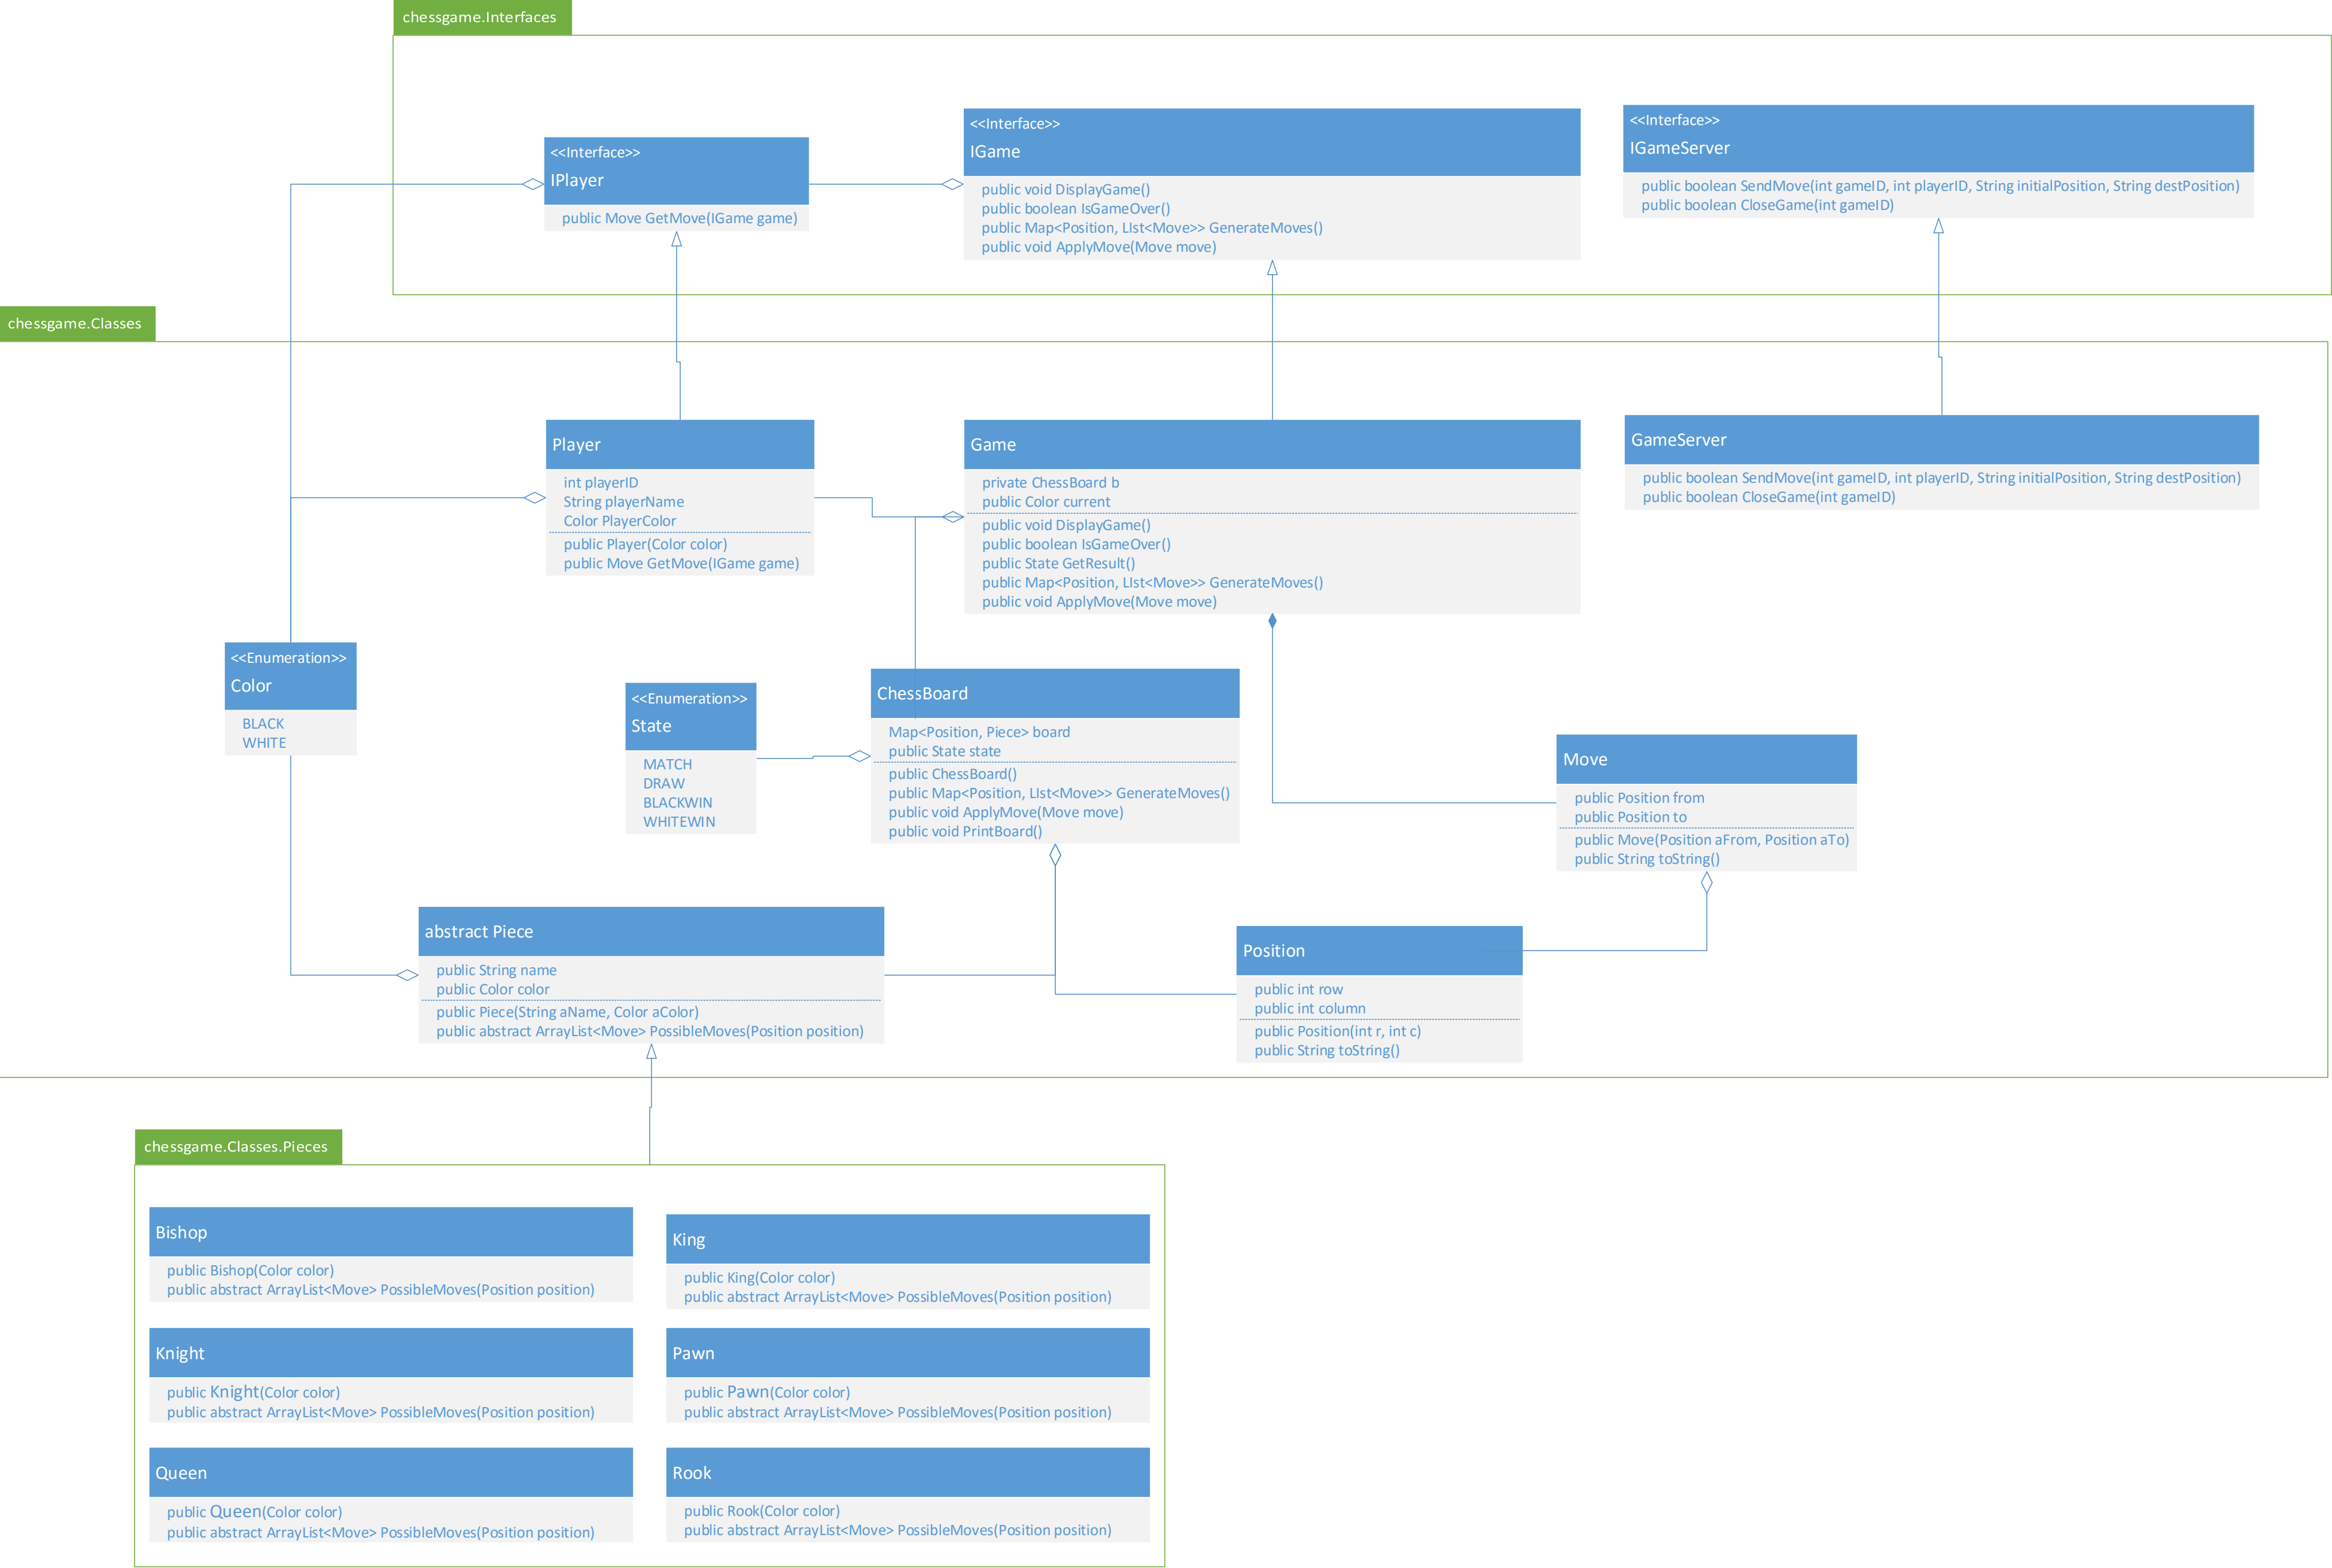 chessgame.Interfaces
<<Interface>>
IPlayer
public Move GetMove(IGame game)
<<Interface>>
IGame
public void DisplayGame()
public boolean IsGameOver()
public Map<Position, LIst<Move>> GenerateMoves()
public void ApplyMove(Move move)
<<Interface>>
IGameServer
public boolean SendMove(int gameID, int playerID, String initialPosition, String destPosition)
public boolean CloseGame(int gameID)
chessgame.Classes
Player
int playerID
String playerName
Color PlayerColor
public Player(Color color)
public Move GetMove(IGame game)
Game
private ChessBoard b
public Color current
public void DisplayGame()
public boolean IsGameOver()
public State GetResult()
public Map<Position, LIst<Move>> GenerateMoves()
public void ApplyMove(Move move)
GameServer
public boolean SendMove(int gameID, int playerID, String initialPosition, String destPosition)
public boolean CloseGame(int gameID)
<<Enumeration>>
Color
BLACK
WHITE
<<Enumeration>>
State
MATCH
DRAW
BLACKWIN
WHITEWIN
ChessBoard
Map<Position, Piece> board
public State state
public ChessBoard()
public Map<Position, LIst<Move>> GenerateMoves()
public void ApplyMove(Move move)
public void PrintBoard()
Move
public Position from
public Position to
public Move(Position aFrom, Position aTo)
public String toString()
abstract Piece
public String name
public Color color
public Piece(String aName, Color aColor)
public abstract ArrayList<Move> PossibleMoves(Position position)
Position
public int row
public int column
public Position(int r, int c)
public String toString()
chessgame.Classes.Pieces
Bishop
public Bishop(Color color)
public abstract ArrayList<Move> PossibleMoves(Position position)
King
public King(Color color)
public abstract ArrayList<Move> PossibleMoves(Position position)
Knight
public Knight(Color color)
public abstract ArrayList<Move> PossibleMoves(Position position)
Pawn
public Pawn(Color color)
public abstract ArrayList<Move> PossibleMoves(Position position)
Queen
public Queen(Color color)
public abstract ArrayList<Move> PossibleMoves(Position position)
Rook
public Rook(Color color)
public abstract ArrayList<Move> PossibleMoves(Position position)